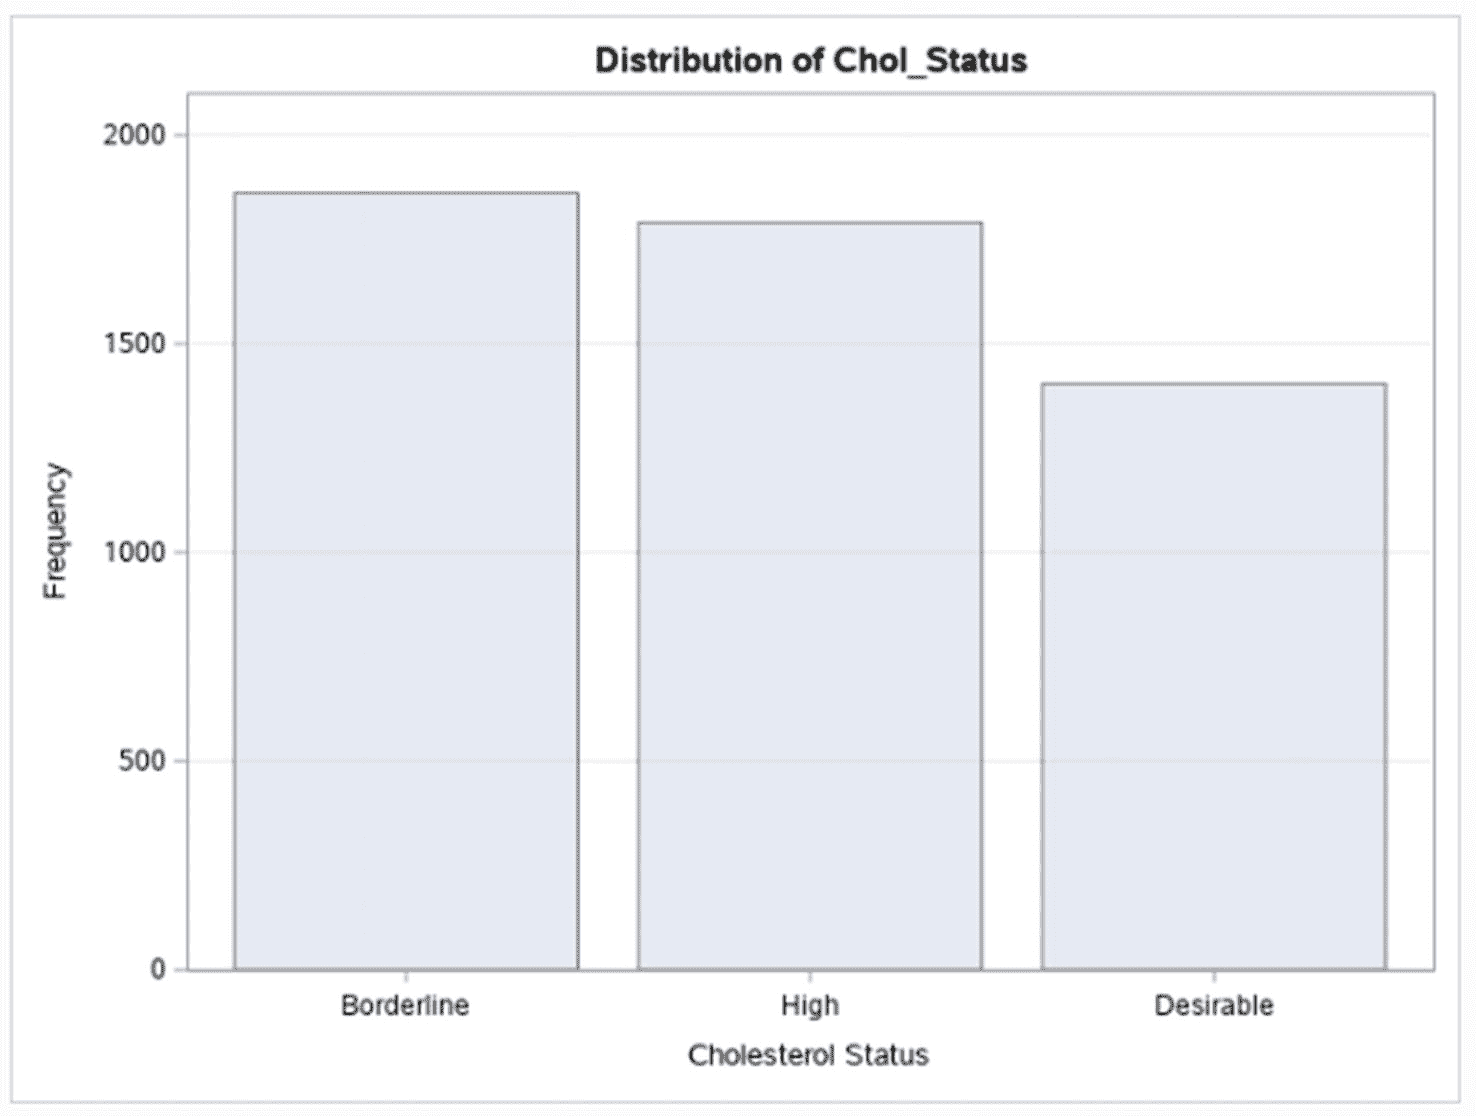 Distribution of Chol_Status
2000
1500
1000
500
0
Frequency
Borderline High Desirable
Cholesterol Status